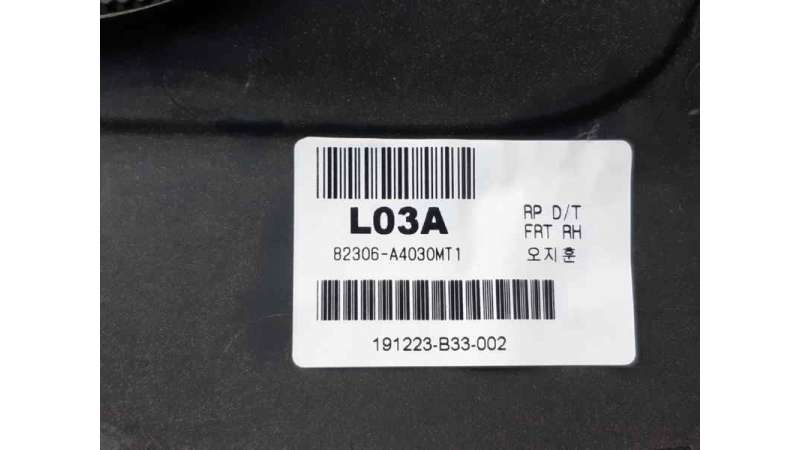 L03A
82306-A4030MT1
RP D/T
FRT RH
오지훈
191223-B33-002